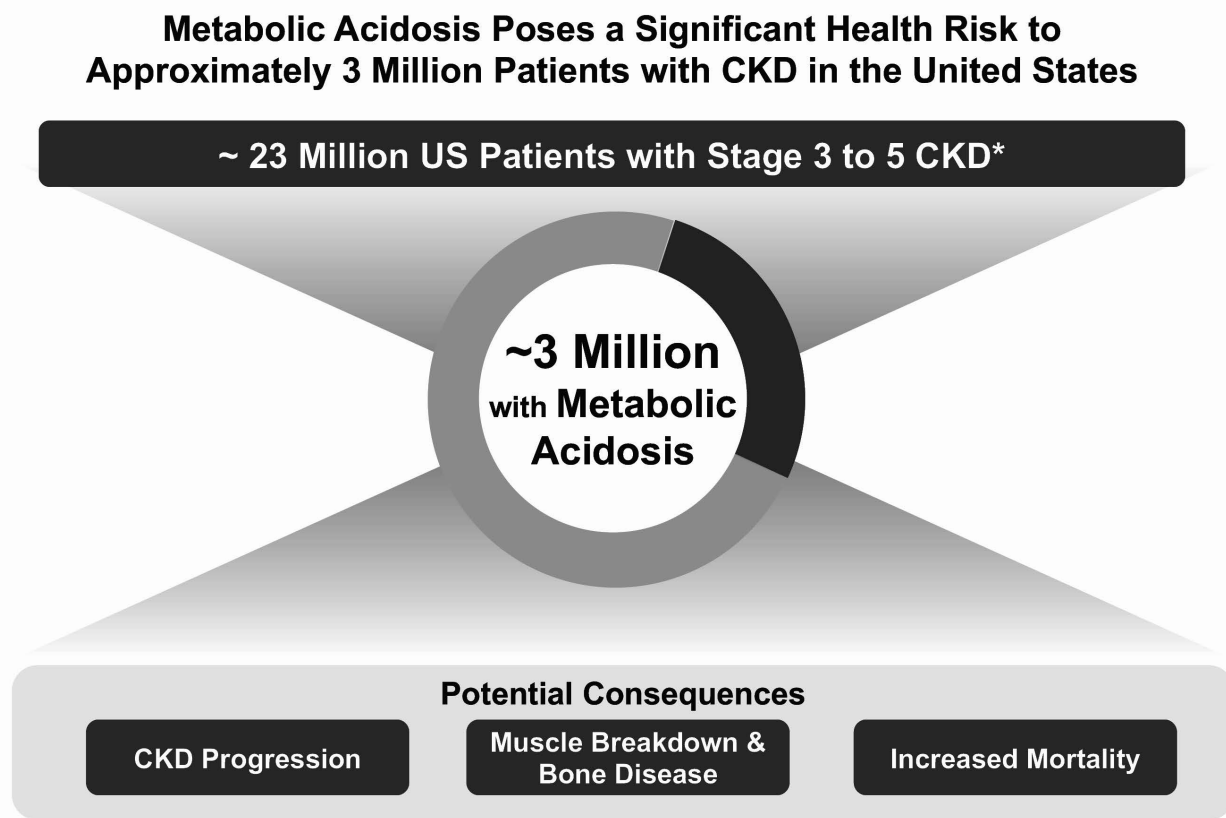 Metabolic Acidosis Poses a Significant Health Risk to
Approximately 3 Million Patients with CKD in the United States
~ 23 Million US Patients with Stage 3 to 5 CKD*
~3 Million
with Metabolic
Acidosis
Potential Consequences
CKD Progression
Muscle Breakdown &
Bone Disease
Increased Mortality